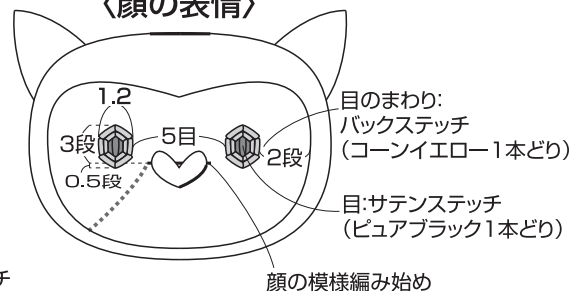 〈顔の表情〉
1.2
3段
5目
2段
0.5段
目のまわり:
バックステッチ
(コーンイエロー1本どり)
目:サテンステッチ
(ピュアブラック1本どり)
顔の模様編み始め
チ